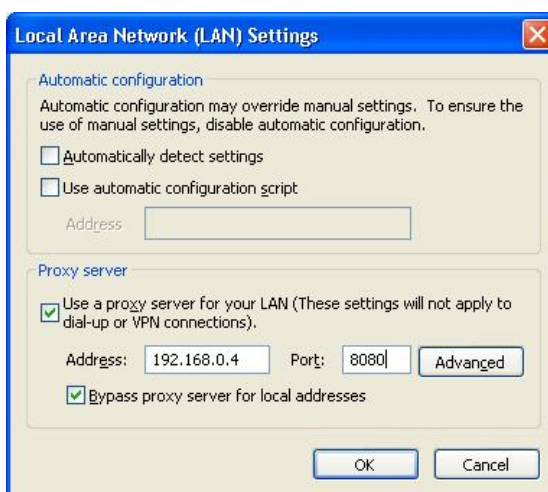 Local Area Network (LAN) Settings
Automatic configuration
Automatic configuration may override manual settings. To ensure the
use of manual settings, disable automatic configuration.
Automatically detect settings
Use automatic configuration script
Address
Proxy server
Use a proxy server for your LAN (These settings will not apply to
dial-up or VPN connections).
Address: 192.168.0.4 Port: 8080 Advanced
Bypass proxy server for local addresses
OK Cancel